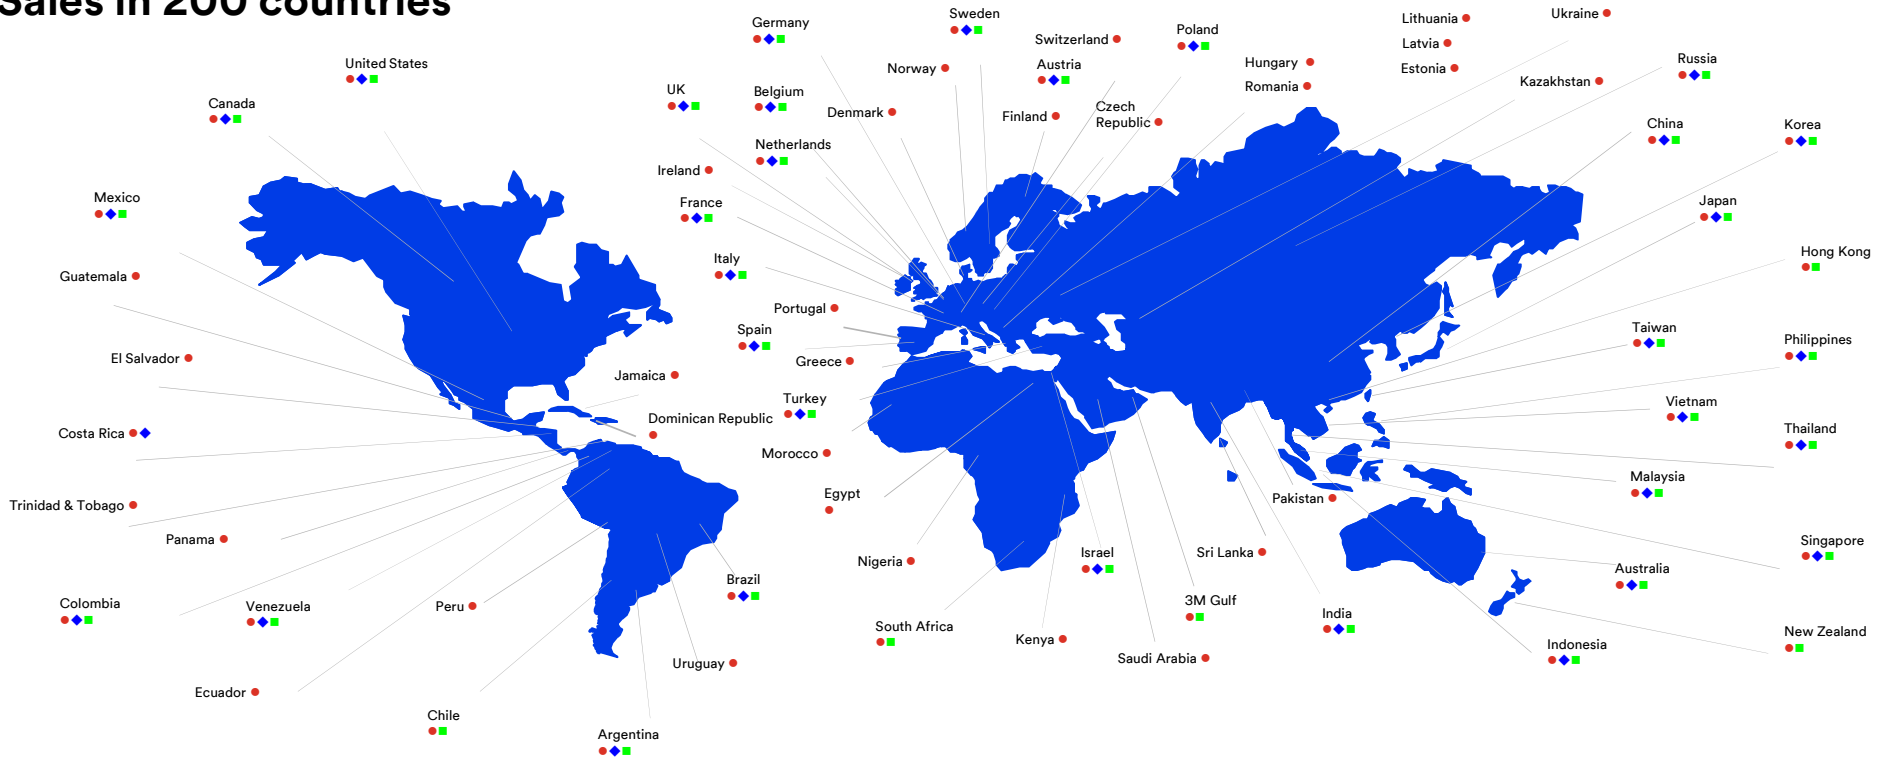 Sales in 200 countries
Germany
Sweden
Switzerland
Poland
Lithuania
Ukraine
Latvia
Estonia
Russia
United States
Norway
Austria
Hungary
Romania
Kazakhstan
Canada
UK
Belgium
Denmark
Finland
Czech
Republic
China
Korea
Netherlands
Ireland
Mexico
France
Japan
Italy
Hong Kong
Guatemala
Portugal
Spain
Taiwan
Philippines
El Salvador
Greece
Jamaica
Turkey
Vietnam
Dominican Republic
Costa Rica
Thailand
Morocco
Malaysia
Egypt
Pakistan
Trinidad & Tobago
Panama
Nigeria
Israel
Sri Lanka
Singapore
Australia
Brazil
Colombia
Venezuela
Peru
3M Gulf
India
South Africa
Kenya
New Zealand
Indonesia
Uruguay
Saudi Arabia
Ecuador
Chile
Argentina